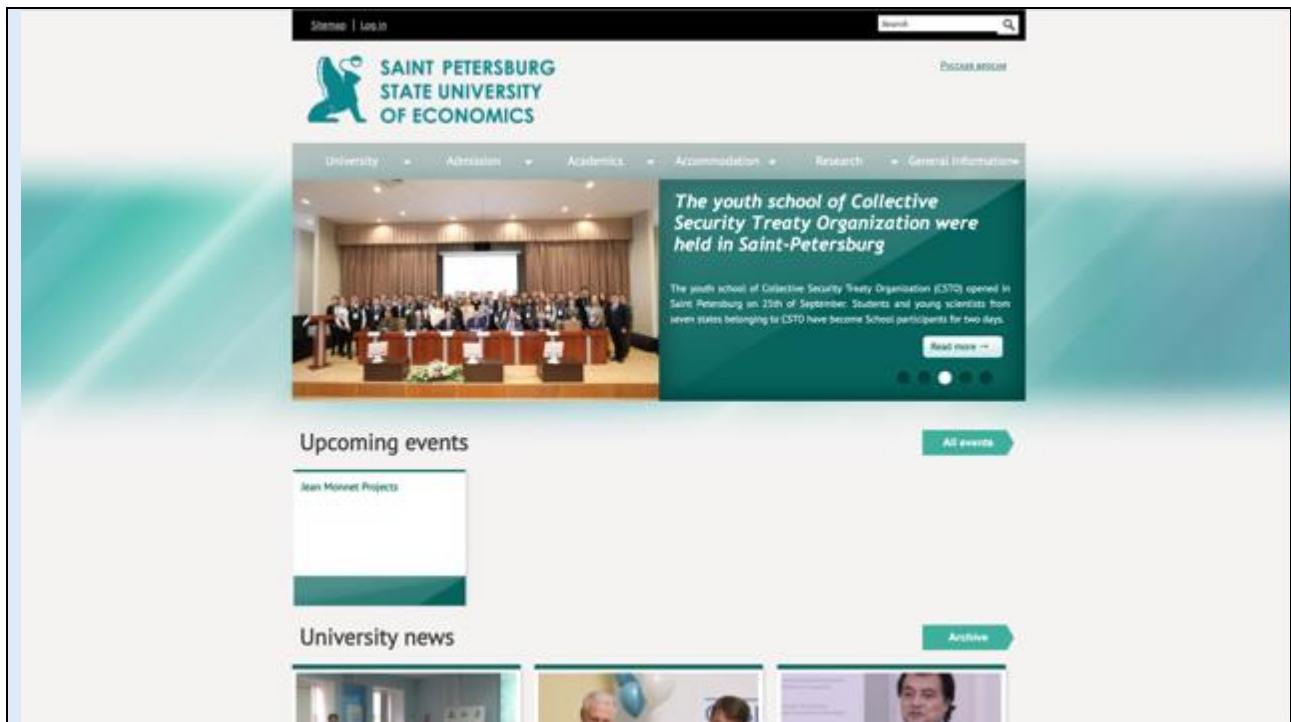 Sitemap | Log in
Search
SAINT PETERSBURG
STATE UNIVERSITY
OF ECONOMICS
Русская версия
University Admission Academics Accommodation Research General Information
The youth school of Collective
Security Treaty Organization were
held in Saint-Petersburg
The youth school of Collective Security Treaty Organization (CSTO) opened in
Saint Petersburg on 25th of September. Students and young scientists from
seven states belonging to CSTO have become School participants for two days.
Read more →
Upcoming events
All events
Jean Monnet Projects
University news
Archive